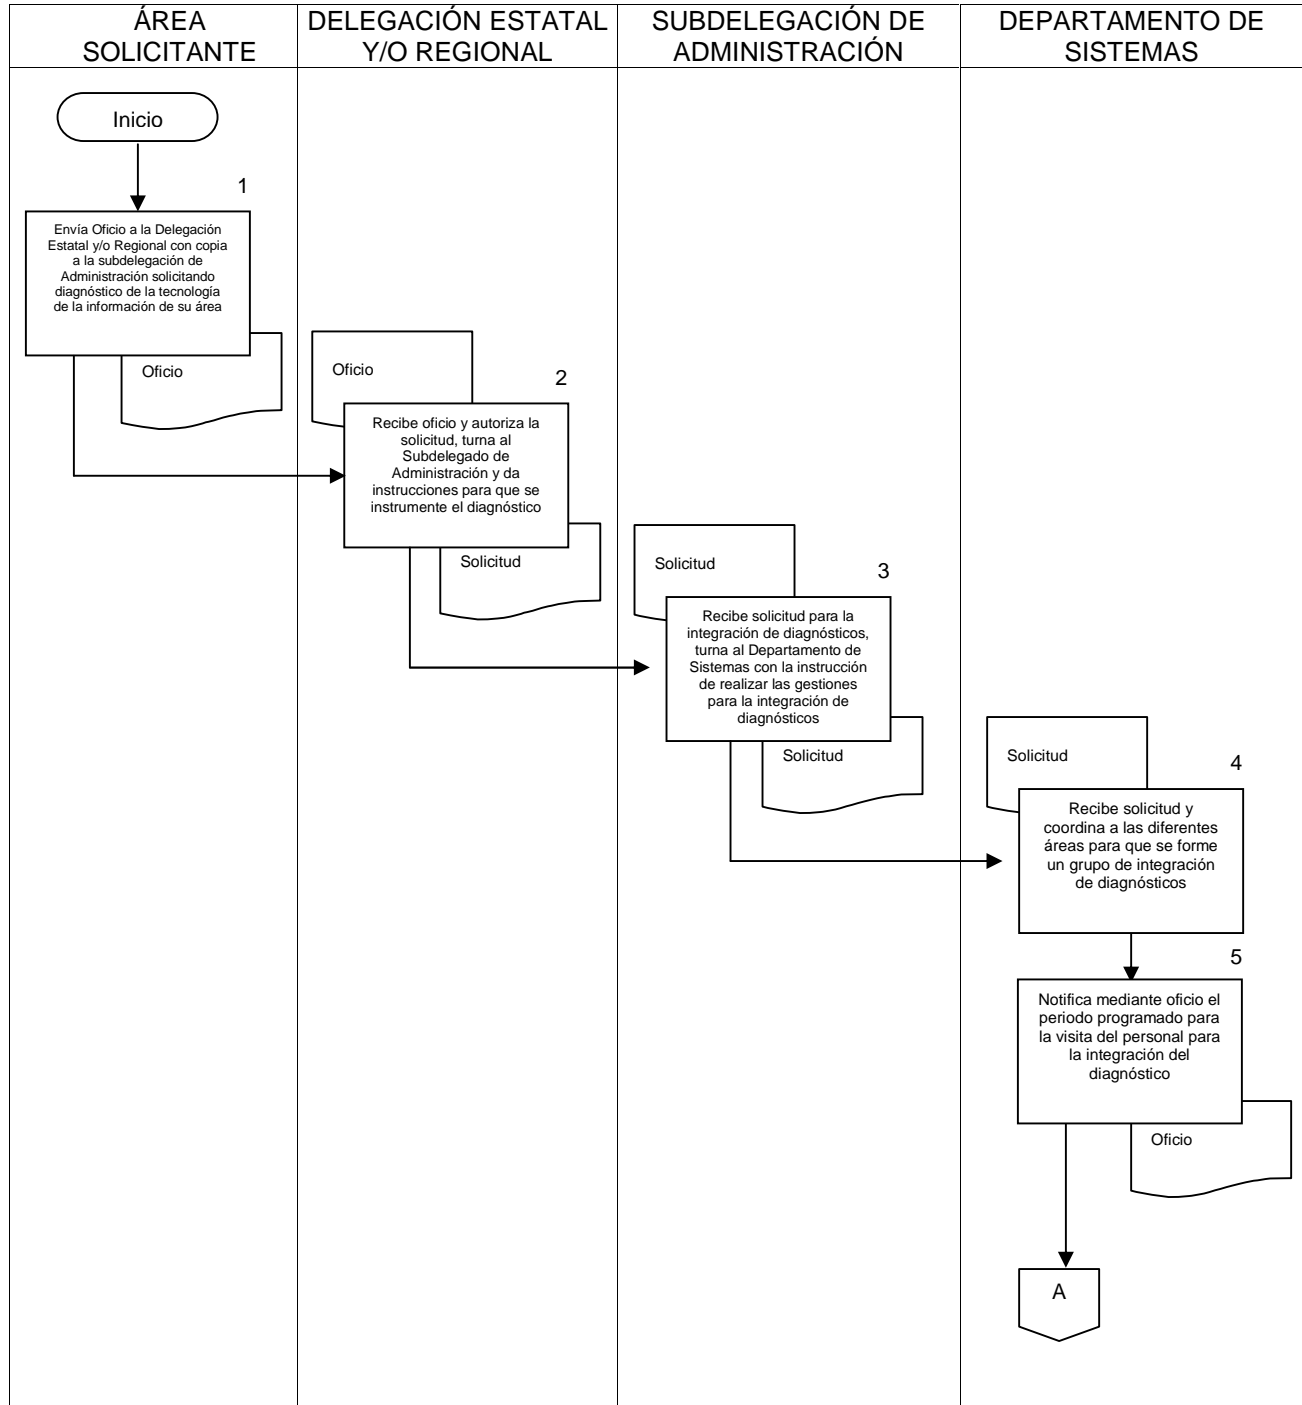 ÁREA
SOLICITANTE
DELEGACIÓN ESTATAL
Y/O REGIONAL
SUBDELEGACIÓN DE
ADMINISTRACIÓN
DEPARTAMENTO DE
SISTEMAS
Inicio
1
Envía Oficio a la Delegación
Estatal y/o Regional con copia
a la subdelegación de
Administración solicitando
diagnóstico de la tecnología
de la información de su área
Oficio
Oficio
2
Recibe oficio y autoriza la
solicitud, turna al
Subdelegado de
Administración y da
instrucciones para que se
instrumente el diagnóstico
Solicitud
Solicitud
3
Recibe solicitud para la
integración de diagnósticos,
turna al Departamento de
Sistemas con la instrucción
de realizar las gestiones
para la integración de
diagnósticos
Solicitud
Solicitud
4
Recibe solicitud y
coordina a las diferentes
áreas para que se forme
un grupo de integración
de diagnósticos
5
Notifica mediante oficio el
periodo programado para
la visita del personal para
la integración del
diagnóstico
Oficio
A